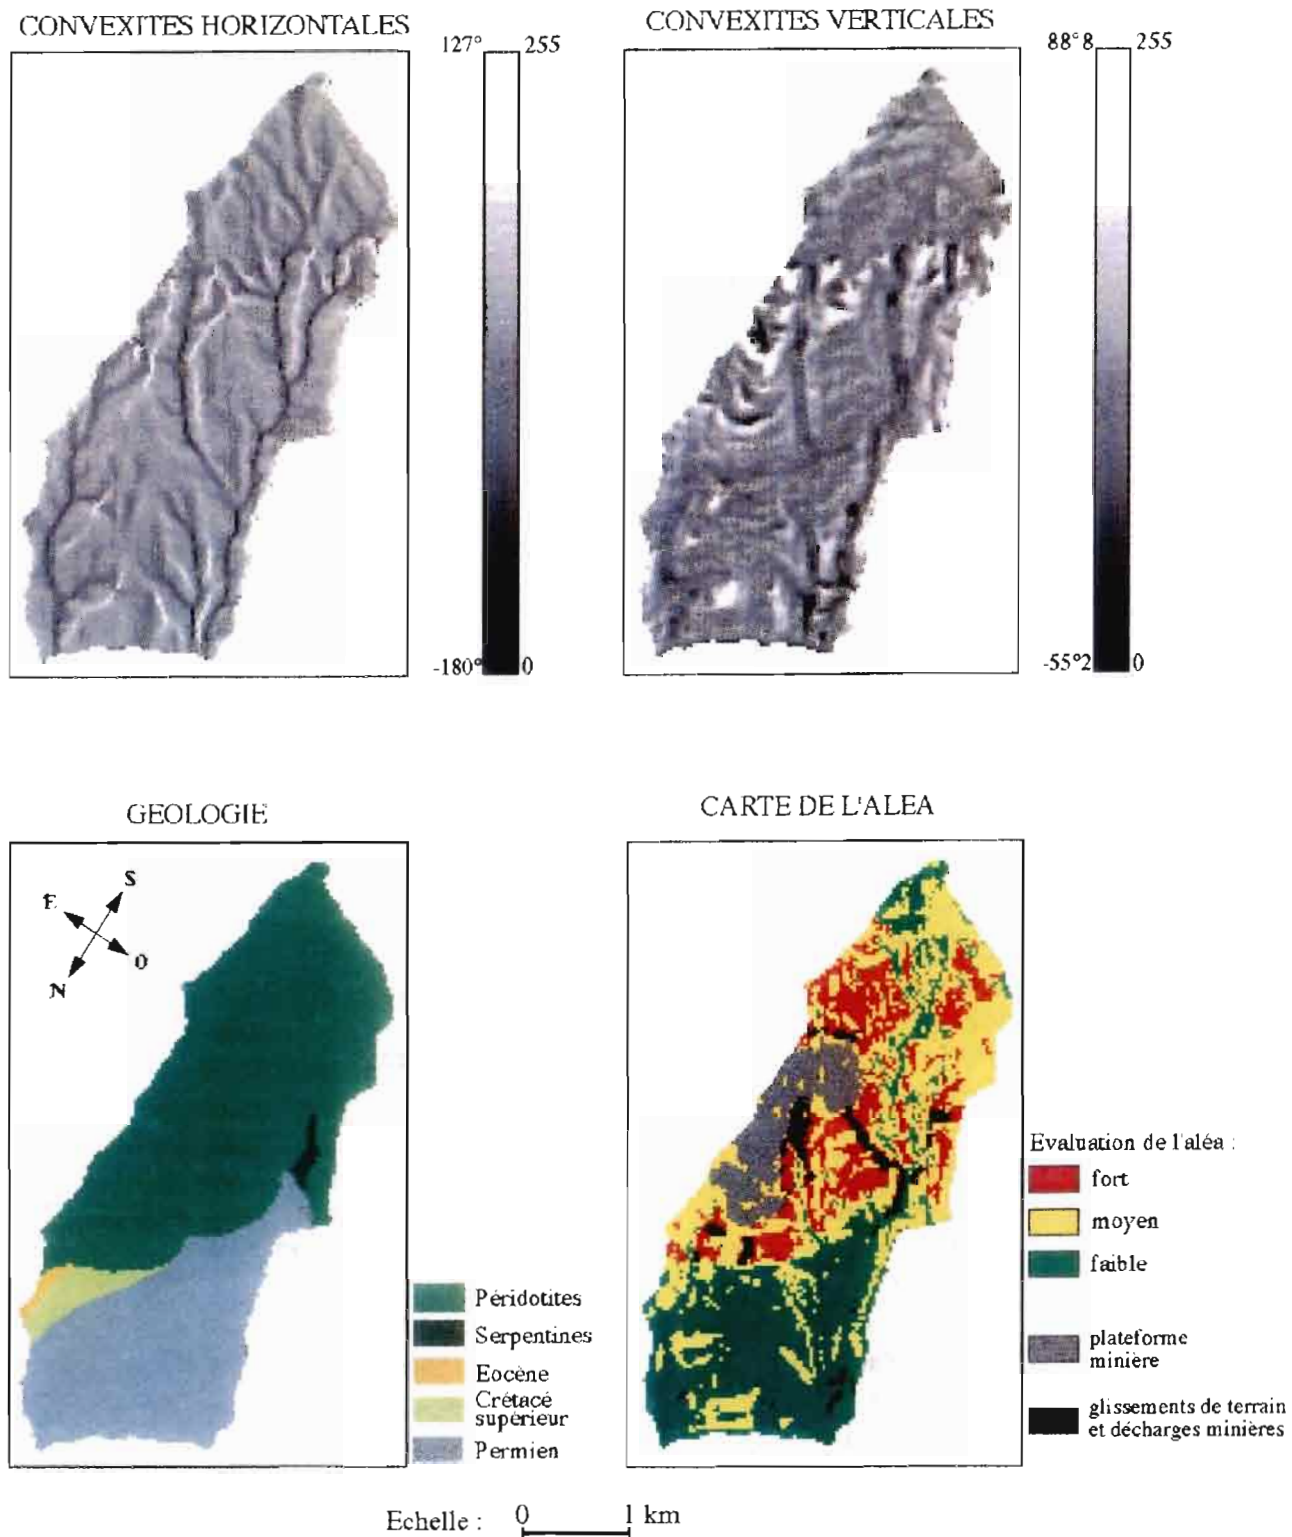 CONVEXITES HORIZONTALES
127° 255
-180° 0
CONVEXITES VERTICALES
88°8 255
-55°2 0
GEOLOGIE
S
E
O
N
Péridotites
Serpentines
Eocène
Crétacé
supérieur
Permien
CARTE DE L'ALEA
Evaluation de l'aléa :
fort
moyen
faible
plateforme
minière
glissements de terrain
et décharges minières
Echelle : 0 1 km